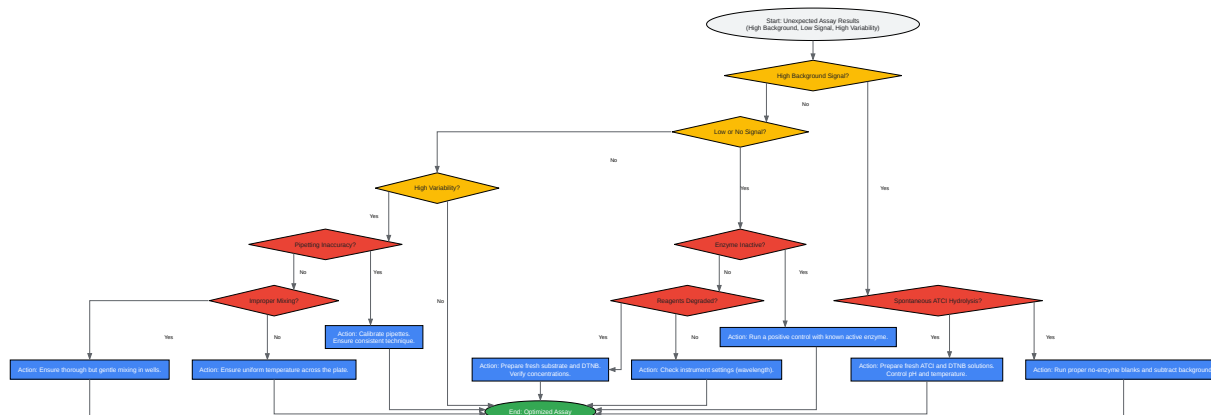 Start: Unexpected Assay Results
(High Background, Low Signal, High Variability)
High Background Signal?
No
Low or No Signal?
No
Yes
Yes
High Variability?
Yes
Pipetting Inaccuracy?
Enzyme Inactive?
No
Yes
No
Yes
Improper Mixing?
No
Reagents Degraded?
Spontaneous ATCI Hydrolysis?
Yes
No
Action: Calibrate pipettes.
Ensure consistent technique.
Yes
No
Action: Run a positive control with known active enzyme.
Yes
Yes
Action: Ensure thorough but gentle mixing in wells.
Action: Ensure uniform temperature across the plate.
Action: Prepare fresh substrate and DTNB.
Verify concentrations.
Action: Check instrument settings (wavelength).
Action: Prepare fresh ATCI and DTNB solutions.
Control pH and temperature.
Action: Run proper no-enzyme blanks and subtract background
End: Optimized Assay